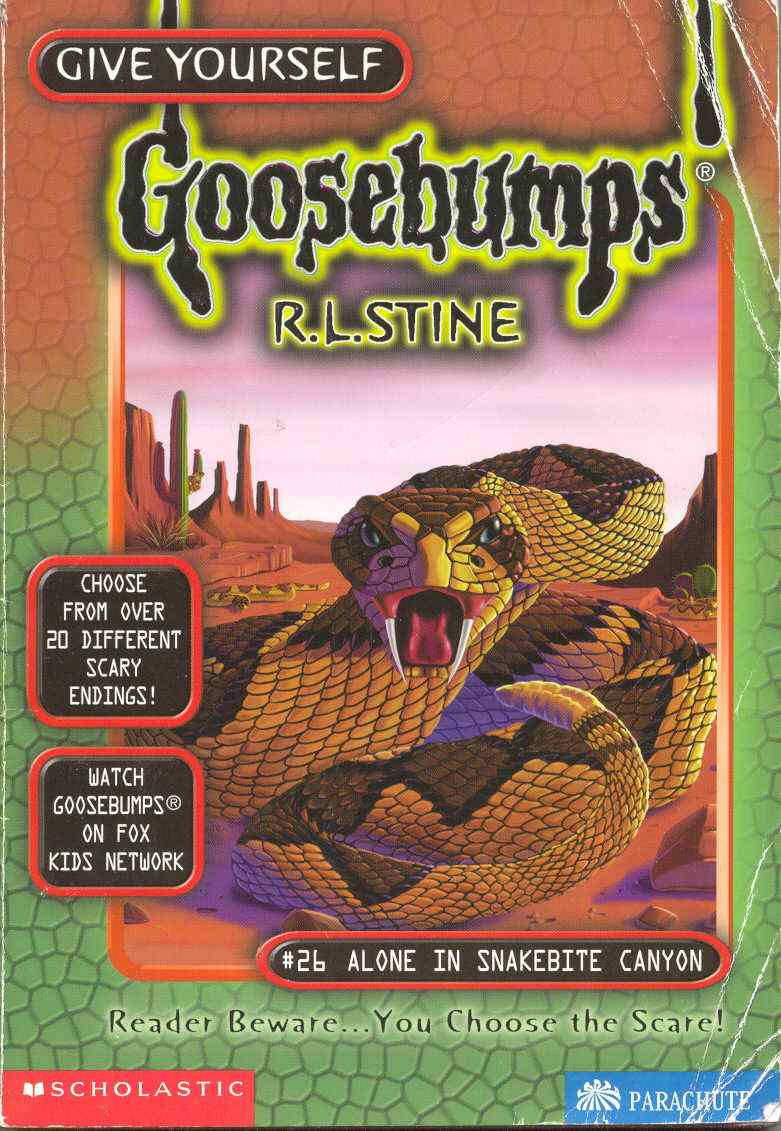 GIVE YOURSELF
GOOSEBUMPS®
R.L.STINE
CHOOSE
FROM OVER
20 DIFFERENT
SCARY
ENDINGS!
WATCH
GOOSEBUMPS®
ON FOX
KIDS NETWORK
#26 ALONE IN SNAKEBITE CANYON
Reader Beware...You Choose the Scare!
SCHOLASTIC
PARACHUTE